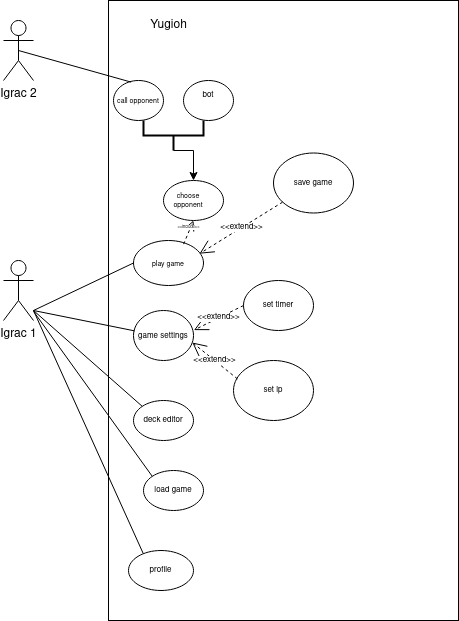 Yugioh
Igrac 2
call opponent
bot
choose
opponent
save game
<<extend>>
play game
Igrac 1
set timer
<<extend>>
game settings
<<extend>>
set ip
deck editor
load game
profile